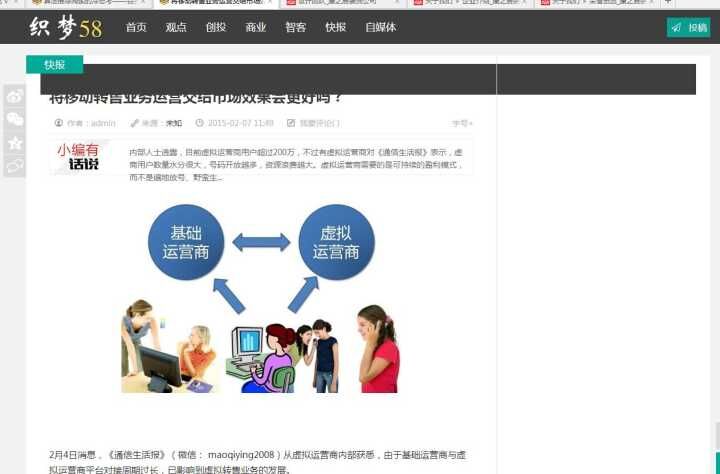 织梦58
首页 观点 创投 商业 智客 快报 自媒体
投稿
快报
将移动转售业务运营交给市场效果会更好吗？
作者：admin 来源：未知 2015-02-07 11:49 我要评论()
字号+
小编有话说
内部人士透露，目前虚拟运营商用户超过200万，不过有虚拟运营商对《通信生活报》表示，虚
商用户数量水分很大，号码开放越多，资源浪费越大。虚拟运营商需要的是可持续的盈利模式，
而不是遍地放号、野蛮生...
基础
运营商
虚拟
运营商
2月4日消息，《通信生活报》（微信： maoqiying2008）从虚拟运营商内部获悉，由于基础运营商与虚
拟运营商平台对接周期过长，已影响到虚拟转售业务的发展。